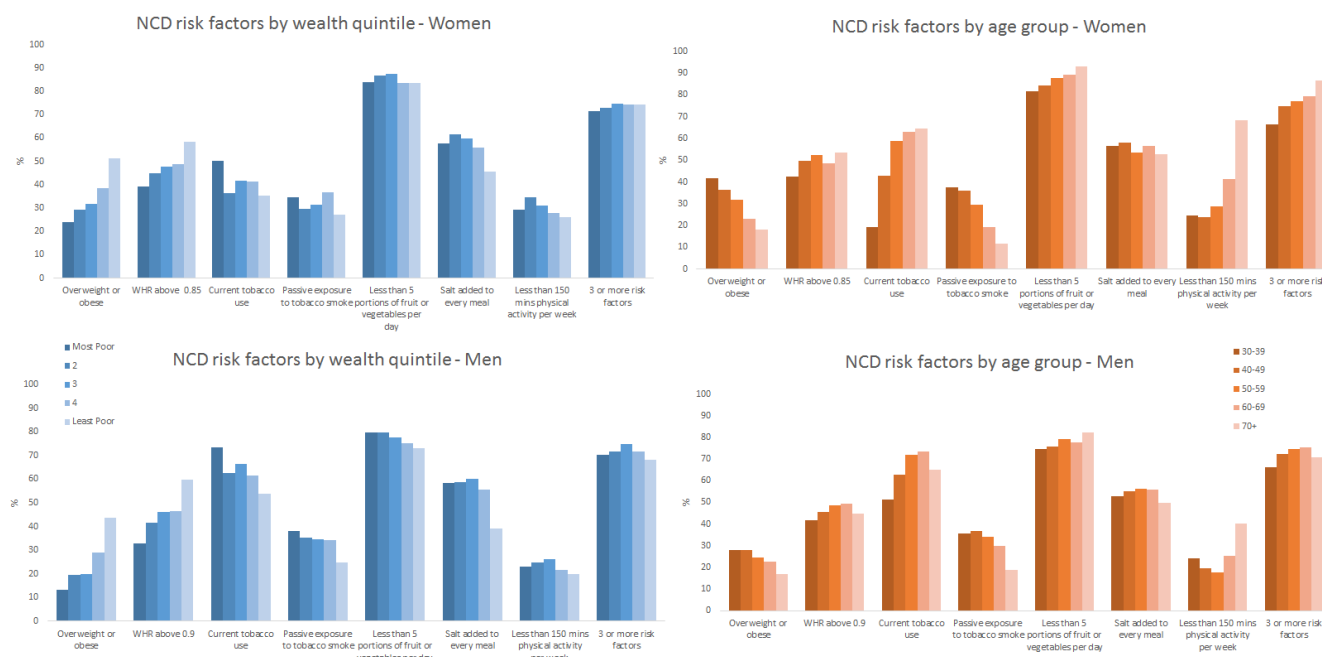 NCD risk factors by wealth quintile - Women
100
90
80
70
60
50
40
30
20
10
0
%
Overweight or
obese
WHR above 0.85
Current tobacco
use
Passive exposure
to tobacco smoke
Less than 5
portions of fruit or
vegetables per
day
Salt added to
every meal
Less than 150
mins physical
activity per week
3 or more risk
factors
NCD risk factors by age group - Women
100
90
80
70
60
50
40
30
20
10
0
%
Overweight or
obese
WHR above 0.85
Current tobacco
use
Passive exposure to
tobacco smoke
Less than 5
portions of fruit or
vegetables per day
Salt added to every
meal
Less than 150 mins
physical activity per
week
3 or more risk
factors
NCD risk factors by wealth quintile - Men
Most Poor
2
3
4
Least Poor
100
90
80
70
60
50
40
30
20
10
0
%
Overweight or
obese
WHR above 0.9
Current tobacco
use
Passive exposure
to tobacco smoke
Less than 5
portions of fruit or
vegetables per day
Salt added to
every meal
Less than 150 mins
physical activity
per week
3 or more risk
factors
NCD risk factors by age group - Men
30-39
40-49
50-59
60-69
70+
100
90
80
70
60
50
40
30
20
10
0
%
Overweight or
obese
WHR above 0.9
Current tobacco
use
Passive exposure
to tobacco smoke
Less than 5
portions of fruit or
vegetables per day
Salt added to
every meal
Less than 150 mins
physical activity
per week
3 or more risk
factors